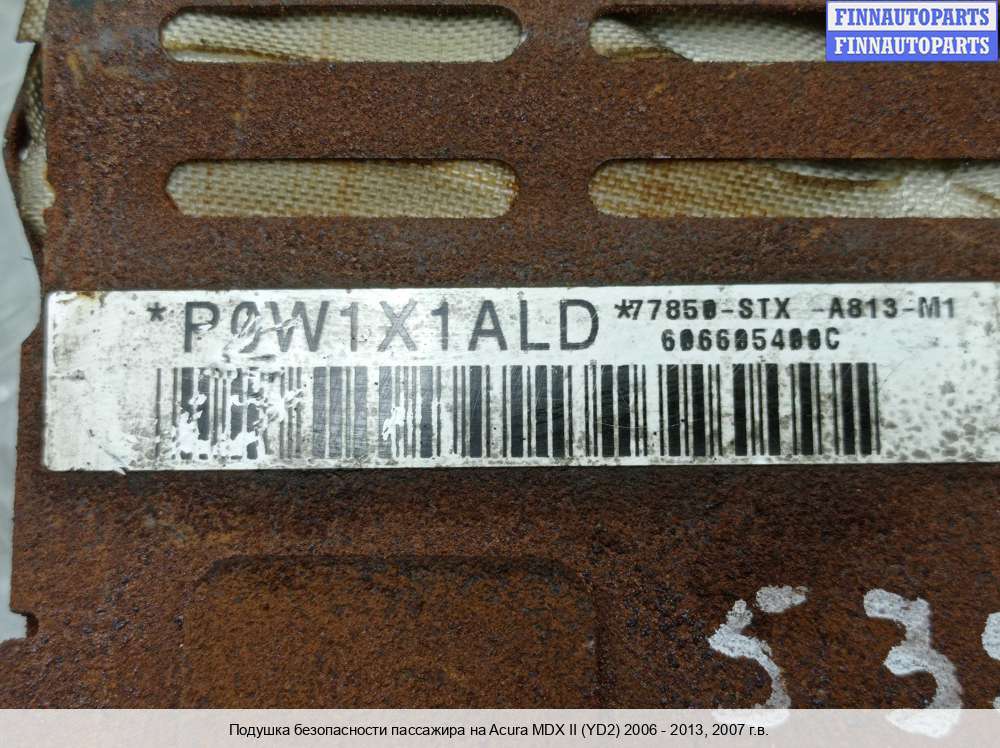 FINNAUTOPARTS
FINNAUTOPARTS
*P0W1X1ALD *77850-STX -A813-M1
606605400C
535
Подушка безопасности пассажира на Acura MDX II (YD2) 2006 - 2013, 2007 г.в.